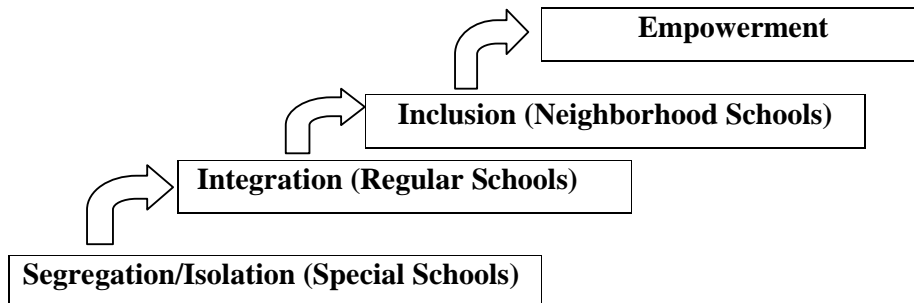 Empowerment
Inclusion (Neighborhood Schools)
Integration (Regular Schools)
Segregation/Isolation (Special Schools)